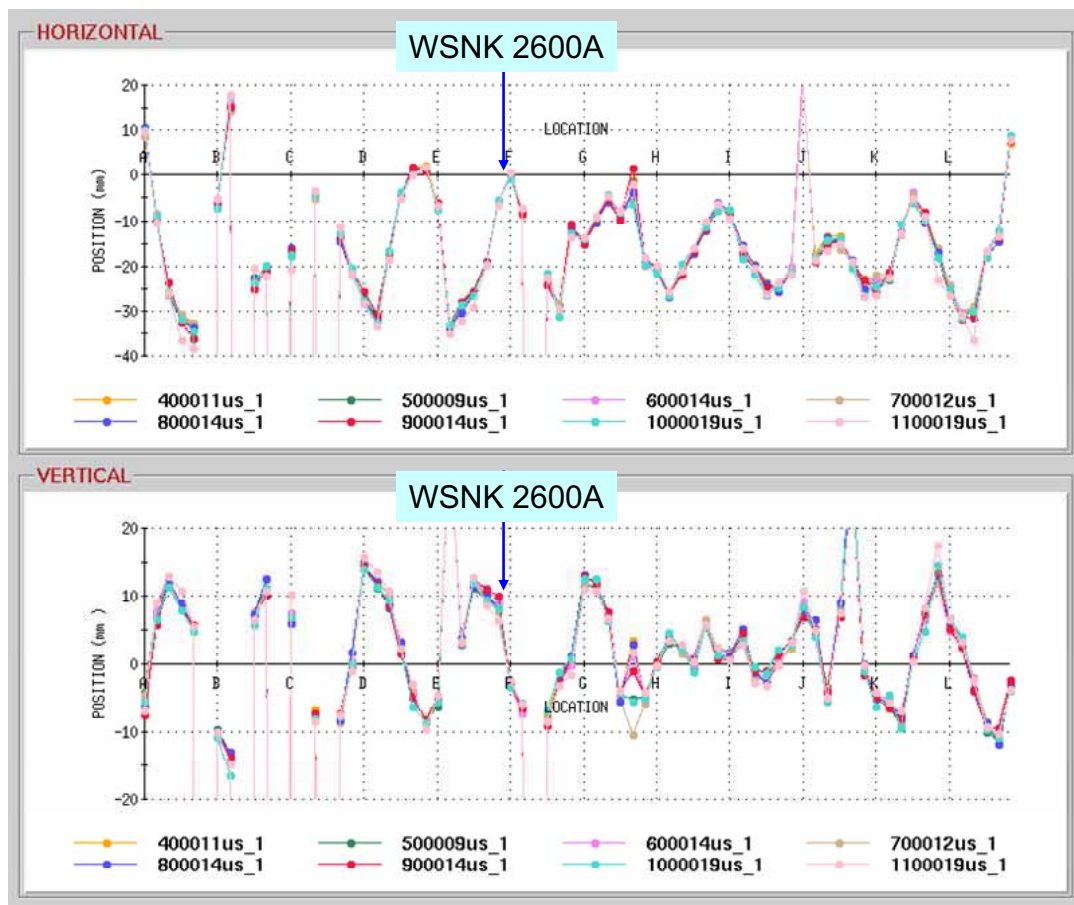 HORIZONTAL
WSNK 2600A
20
10
0
-10
-20
-30
-40
POSITION (mm)
LOCATION
A B C D E F G H I J K L
400011us_1 500009us_1 600014us_1 700012us_1
800014us_1 900014us_1 1000019us_1 1100019us_1
VERTICAL
WSNK 2600A
20
10
0
-10
-20
POSITION (mm)
A B C D E F G H I J K L
LOCATION
400011us_1 500009us_1 600014us_1 700012us_1
800014us_1 900014us_1 1000019us_1 1100019us_1